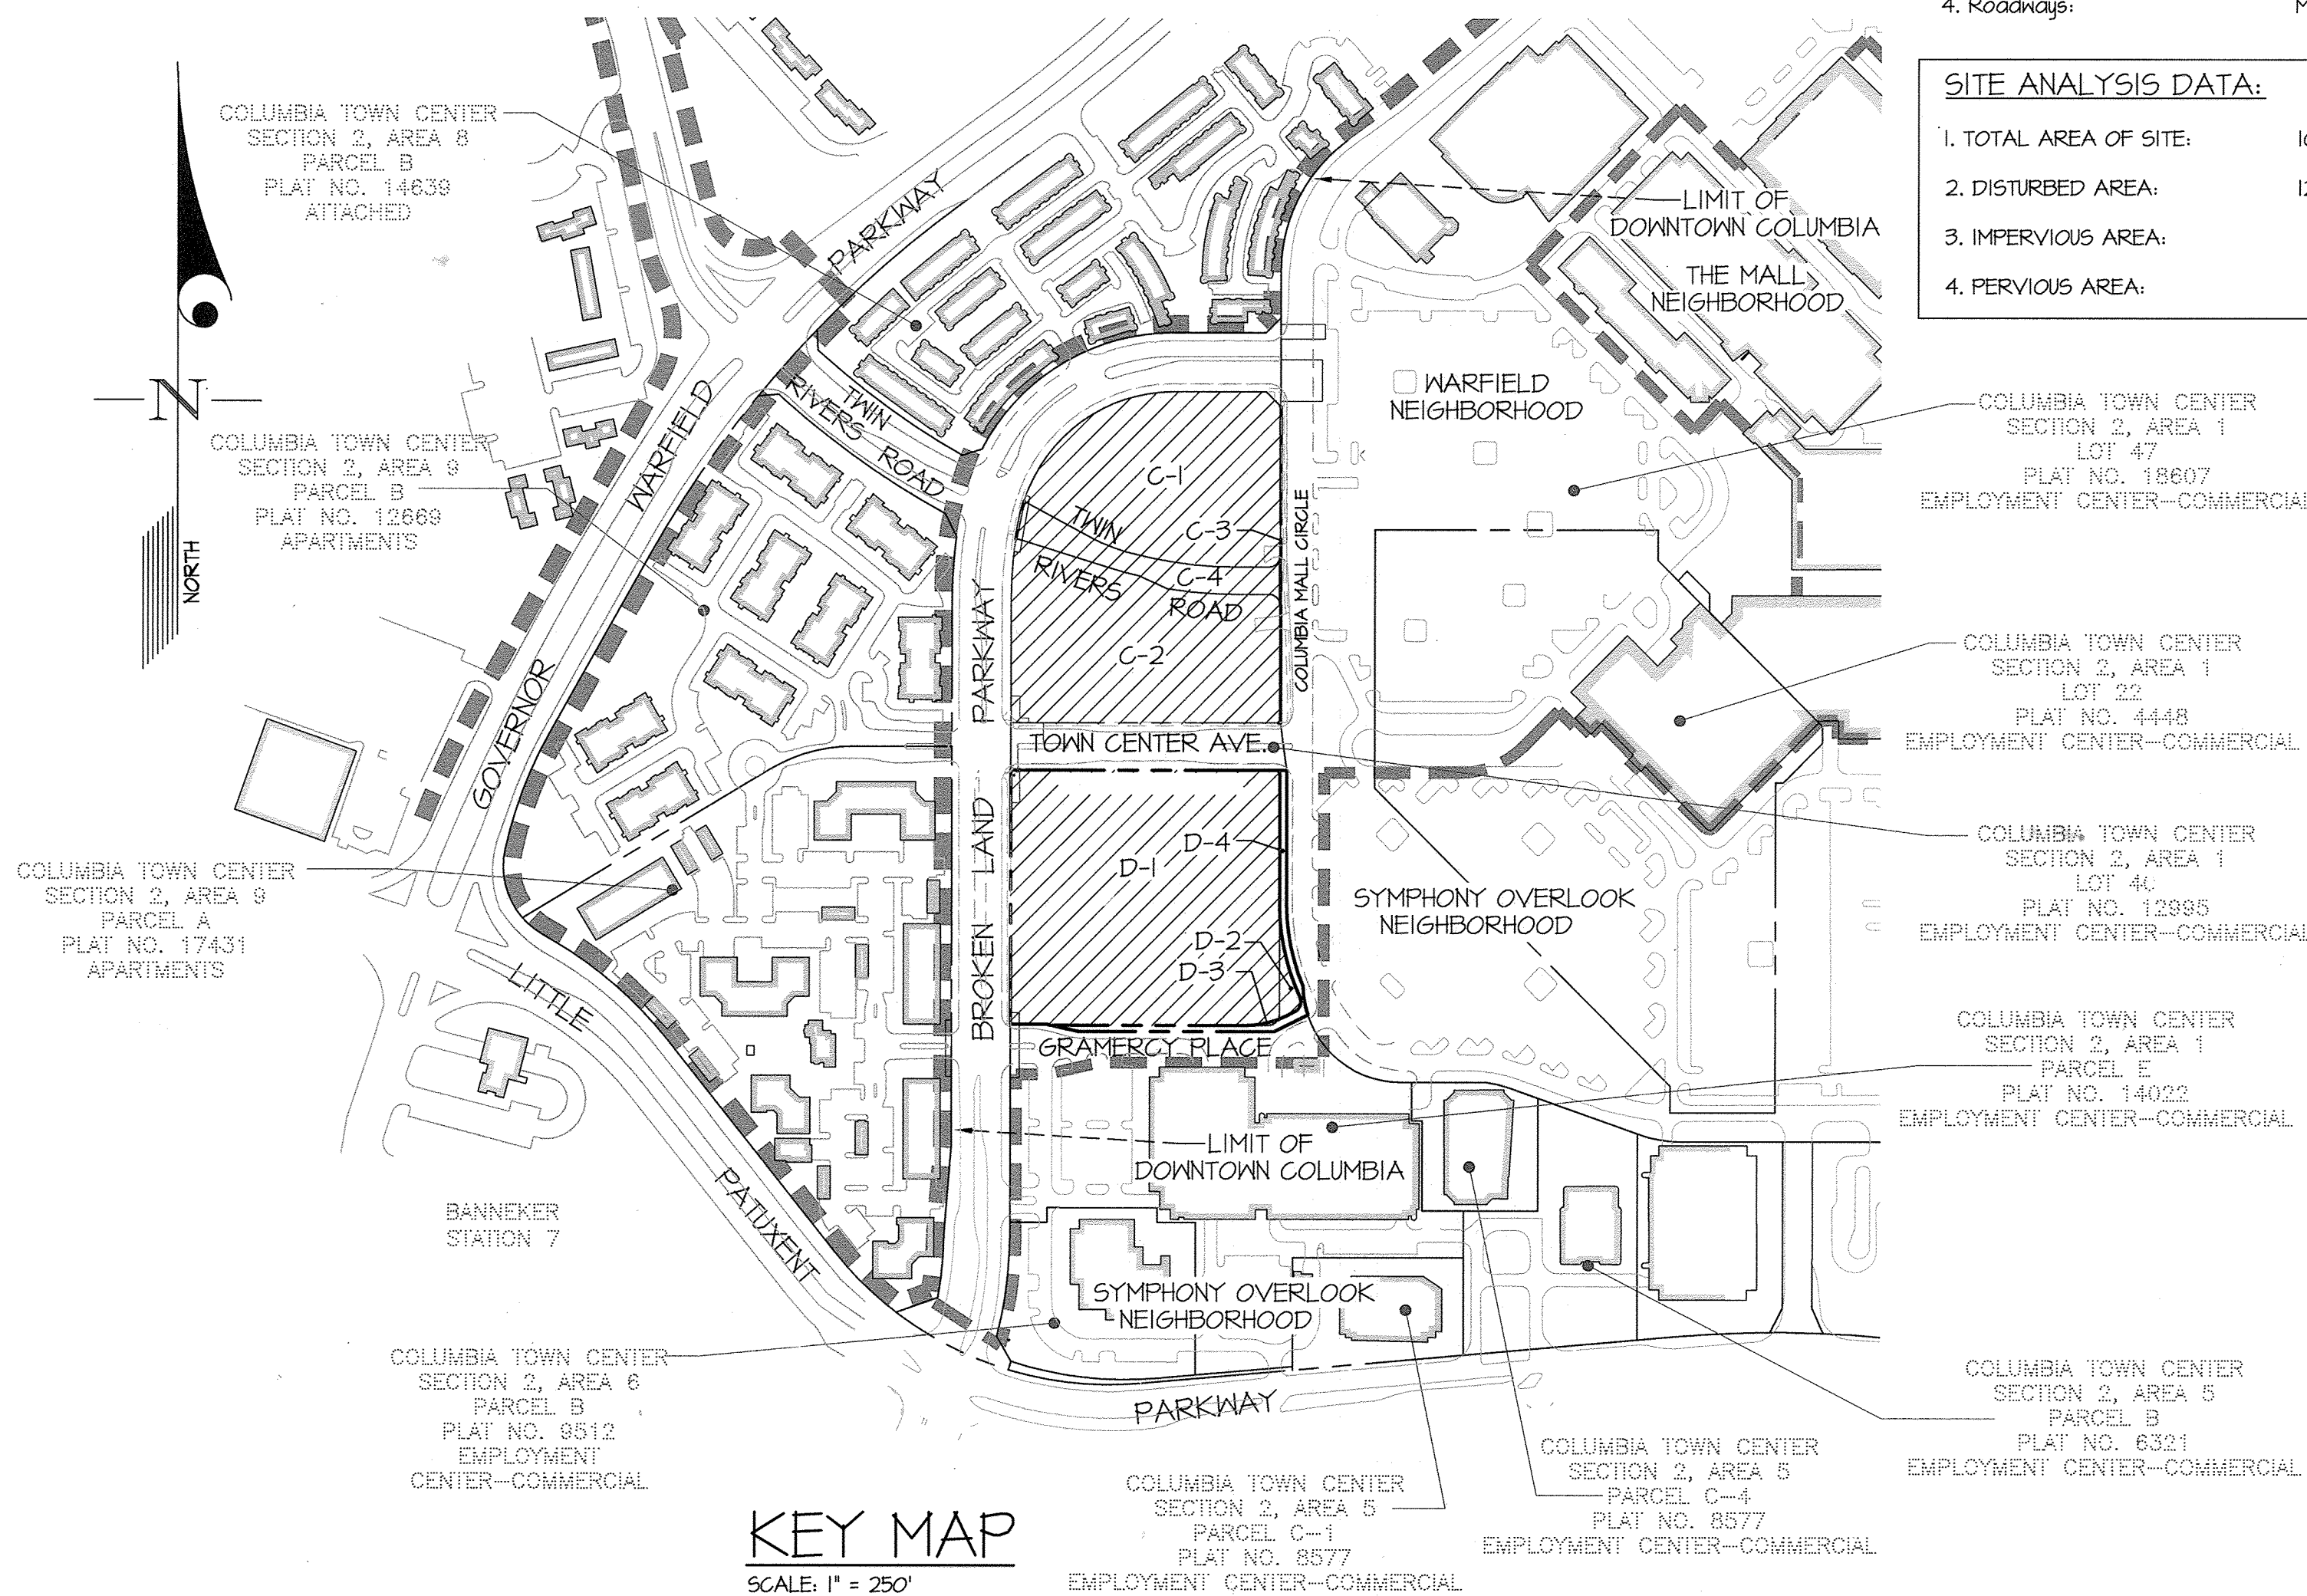 4. Roadways:
SITE ANALYSIS DATA:
1. TOTAL AREA OF SITE:
2. DISTURBED AREA:
3. IMPERVIOUS AREA:
4. PERVIOUS AREA:
COLUMBIA TOWN CENTER
SECTION 2, AREA 8
PARCEL B
PLAT NO. 14639
ATTACHED
N
NORTH
COLUMBIA TOWN CENTER
SECTION 2, AREA 9
PARCEL B
PLAT NO. 12669
APARTMENTS
COLUMBIA TOWN CENTER
SECTION 2, AREA 9
PARCEL A
PLAT NO. 17431
APARTMENTS
BANNEKER
STATION 7
COLUMBIA TOWN CENTER
SECTION 2, AREA 6
PARCEL B
PLAT NO. 9512
EMPLOYMENT
CENTER--COMMERCIAL
GOVERNOR
WARFIELD
PARKWAY
TWIN
RIVERS ROAD
LIMIT OF
DOWNTOWN COLUMBIA
THE MALL
NEIGHBORHOOD
WARFIELD
NEIGHBORHOOD
C-1
TWIN
C-3
RIVERS
C-4
ROAD
C-2
COLUMBIA MALL CIRCLE
TOWN CENTER AVE.
BROKEN LAND
PARKWAY
D-4
D-1
D-2
D-3
GRAMERCY PLACE
SYMPHONY OVERLOOK
NEIGHBORHOOD
LIMIT OF
DOWNTOWN COLUMBIA
SYMPHONY OVERLOOK
NEIGHBORHOOD
LITTLE
PATUXENT
PARKWAY
COLUMBIA TOWN CENTER
SECTION 2, AREA 1
LOT 47
PLAT NO. 18607
EMPLOYMENT CENTER--COMMERCIAL
COLUMBIA TOWN CENTER
SECTION 2, AREA 1
LOT 22
PLAT NO. 4448
EMPLOYMENT CENTER--COMMERCIAL
COLUMBIA TOWN CENTER
SECTION 2, AREA 1
LOT
PLAT NO. 12995
EMPLOYMENT CENTER--COMMERCIAL
COLUMBIA TOWN CENTER
SECTION 2, AREA 1
PARCEL E
PLAT NO. 14022
EMPLOYMENT CENTER--COMMERCIAL
COLUMBIA TOWN CENTER
SECTION 2, AREA 5
PARCEL B
PLAT NO. 6321
EMPLOYMENT CENTER--COMMERCIAL
COLUMBIA TOWN CENTER
SECTION 2, AREA 5
PARCEL C--4
PLAT NO. 8577
EMPLOYMENT CENTER--COMMERCIAL
COLUMBIA TOWN CENTER
SECTION 2, AREA 5
PARCEL C--1
PLAT NO. 8577
EMPLOYMENT CENTER--COMMERCIAL
KEY MAP
SCALE: 1" = 250'